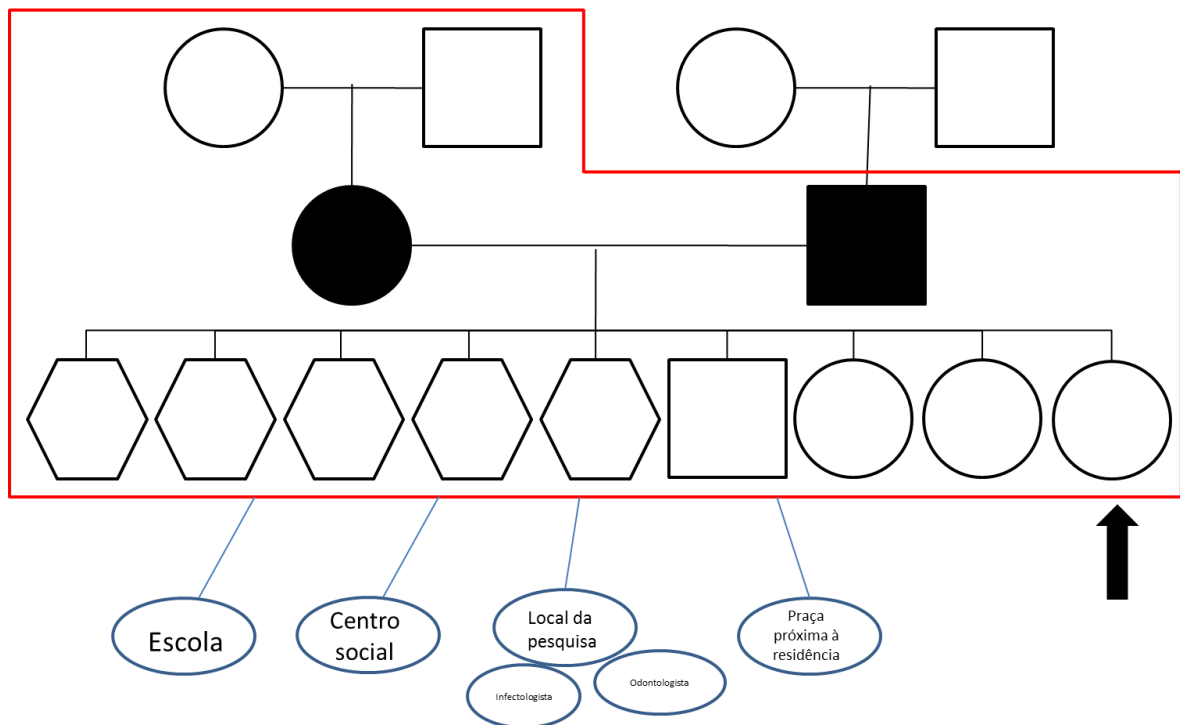 Escola
Centro
social
Local da
pesquisa
Infectologista
Odontologista
Praça
próxima à
residência